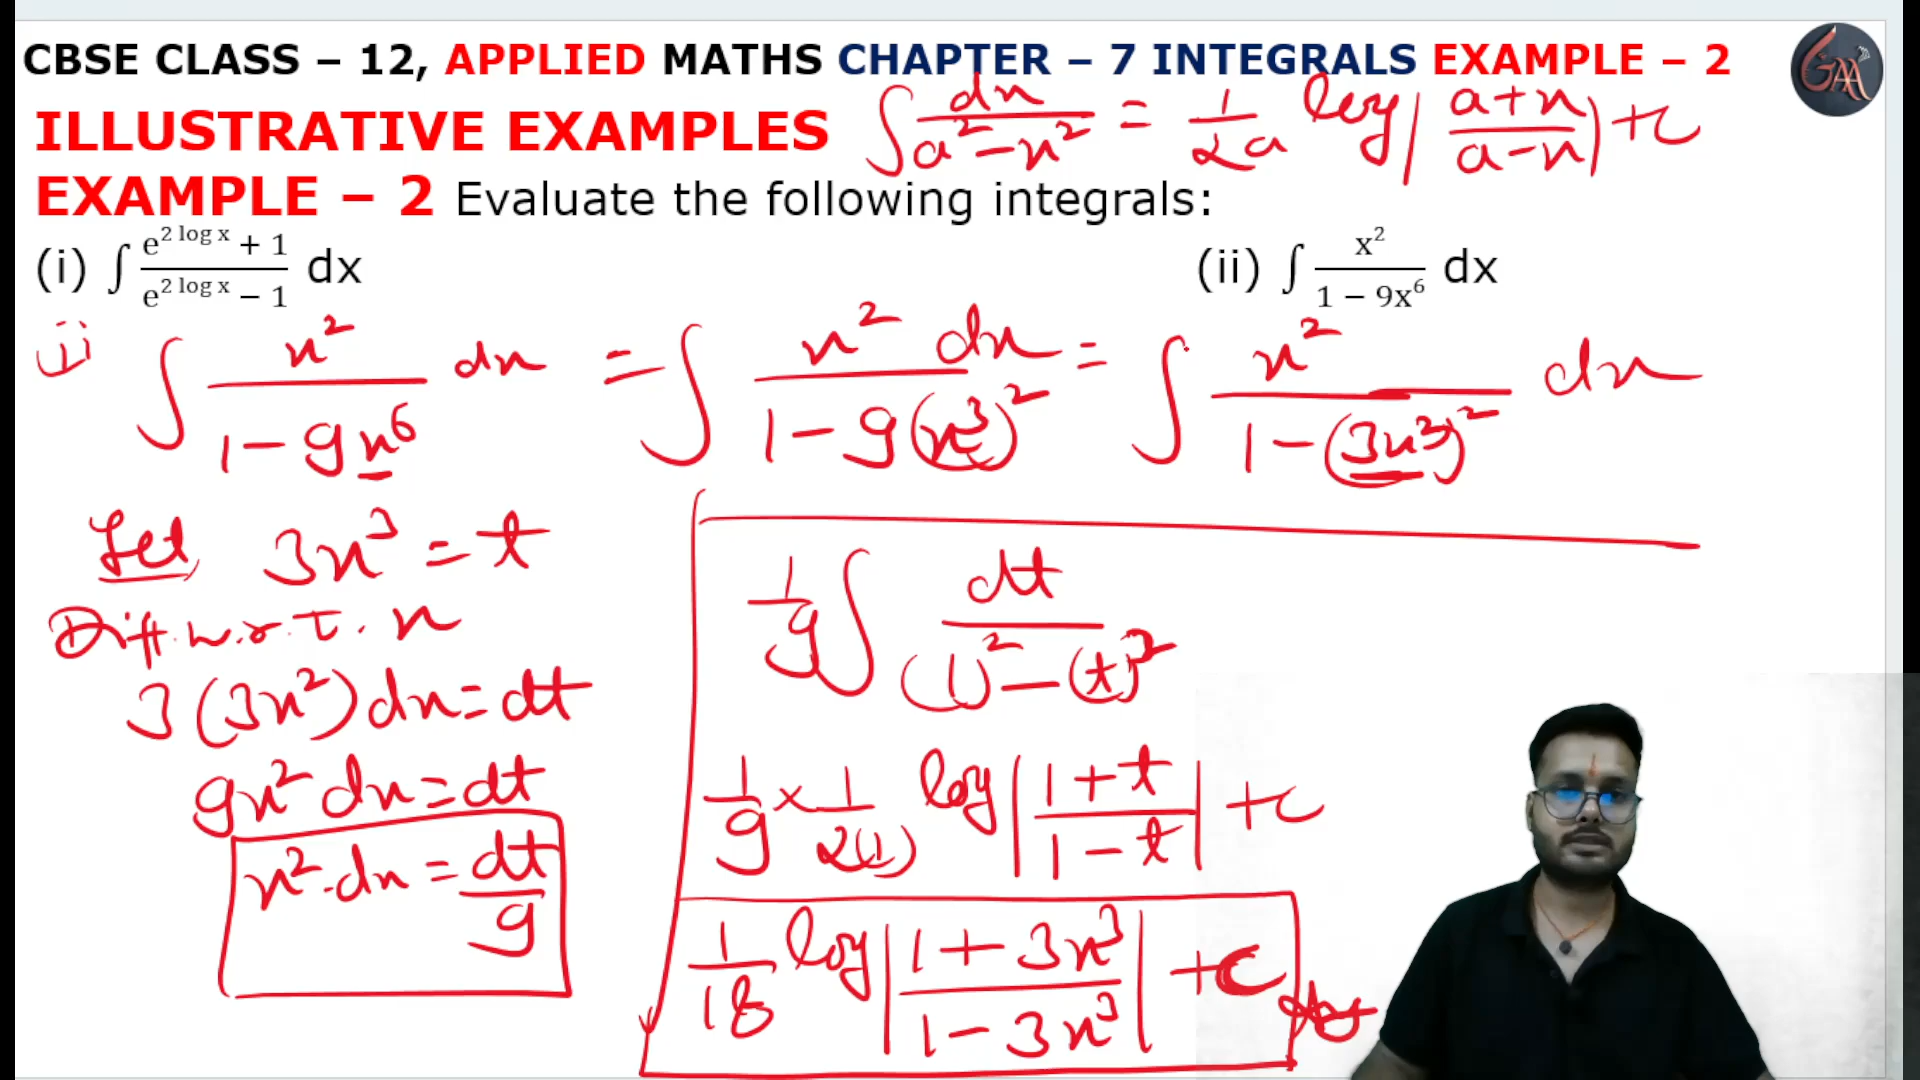 CBSE CLASS – 12, APPLIED MATHS CHAPTER – 7 INTEGRALS EXAMPLE – 2
GAA
ILLUSTRATIVE EXAMPLES ∫ dx/(a² − x²) = 1/2a log |(a+x)/(a−x)| + c
EXAMPLE – 2 Evaluate the following integrals:
(i) ∫ (e^(2 log x) + 1)/(e^(2 log x) − 1) dx (ii) ∫ x²/(1 − 9x⁶) dx
ii ∫ x²/(1−9x⁶) dx = ∫ x² dx/(1−9(x³)²) = ∫ x²/(1−(3x³)²) dx
Let 3x³ = t
Diff. w.r.t. x
3(3x²)dx = dt
9x² dx = dt
x².dx = dt/9
1/9 ∫ dt/((1)² − (t)²)
1/9 × 1/2(1) log |(1+t)/(1−t)| + c
1/18 log |(1+3x³)/(1−3x³)| + c